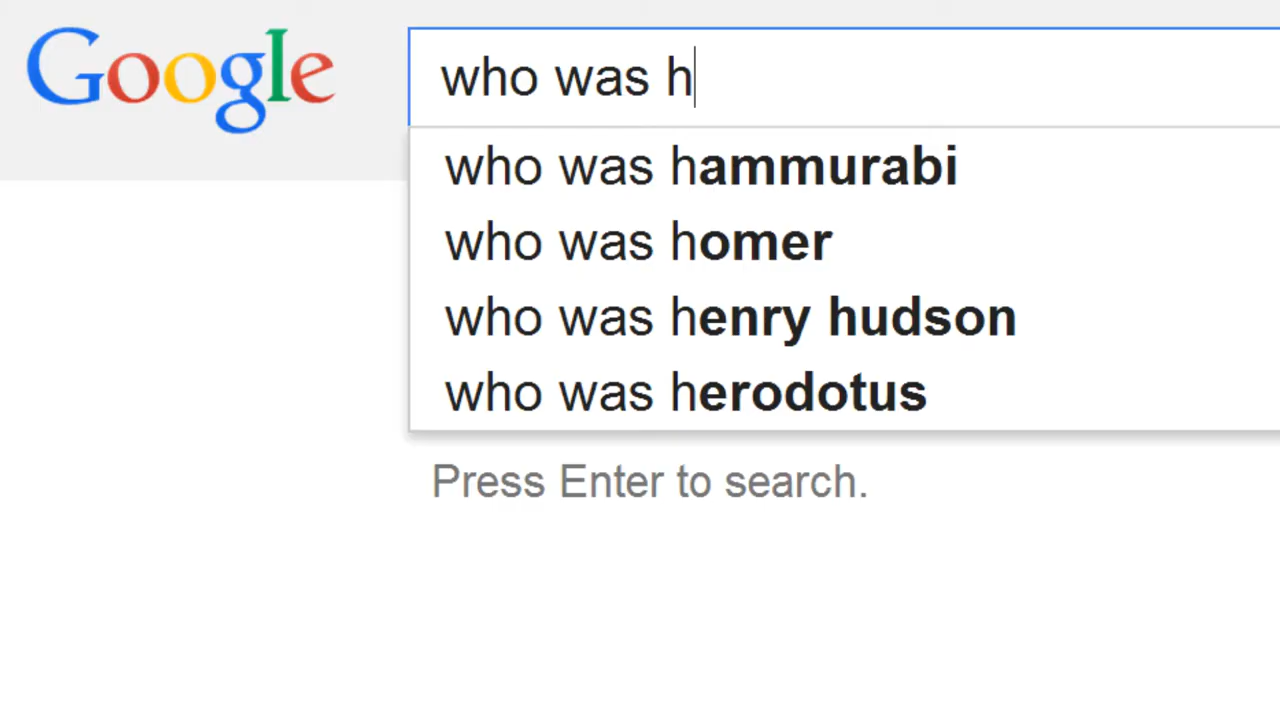 Google
who was h
who was hammurabi
who was homer
who was henry hudson
who was herodotus
Press Enter to search.